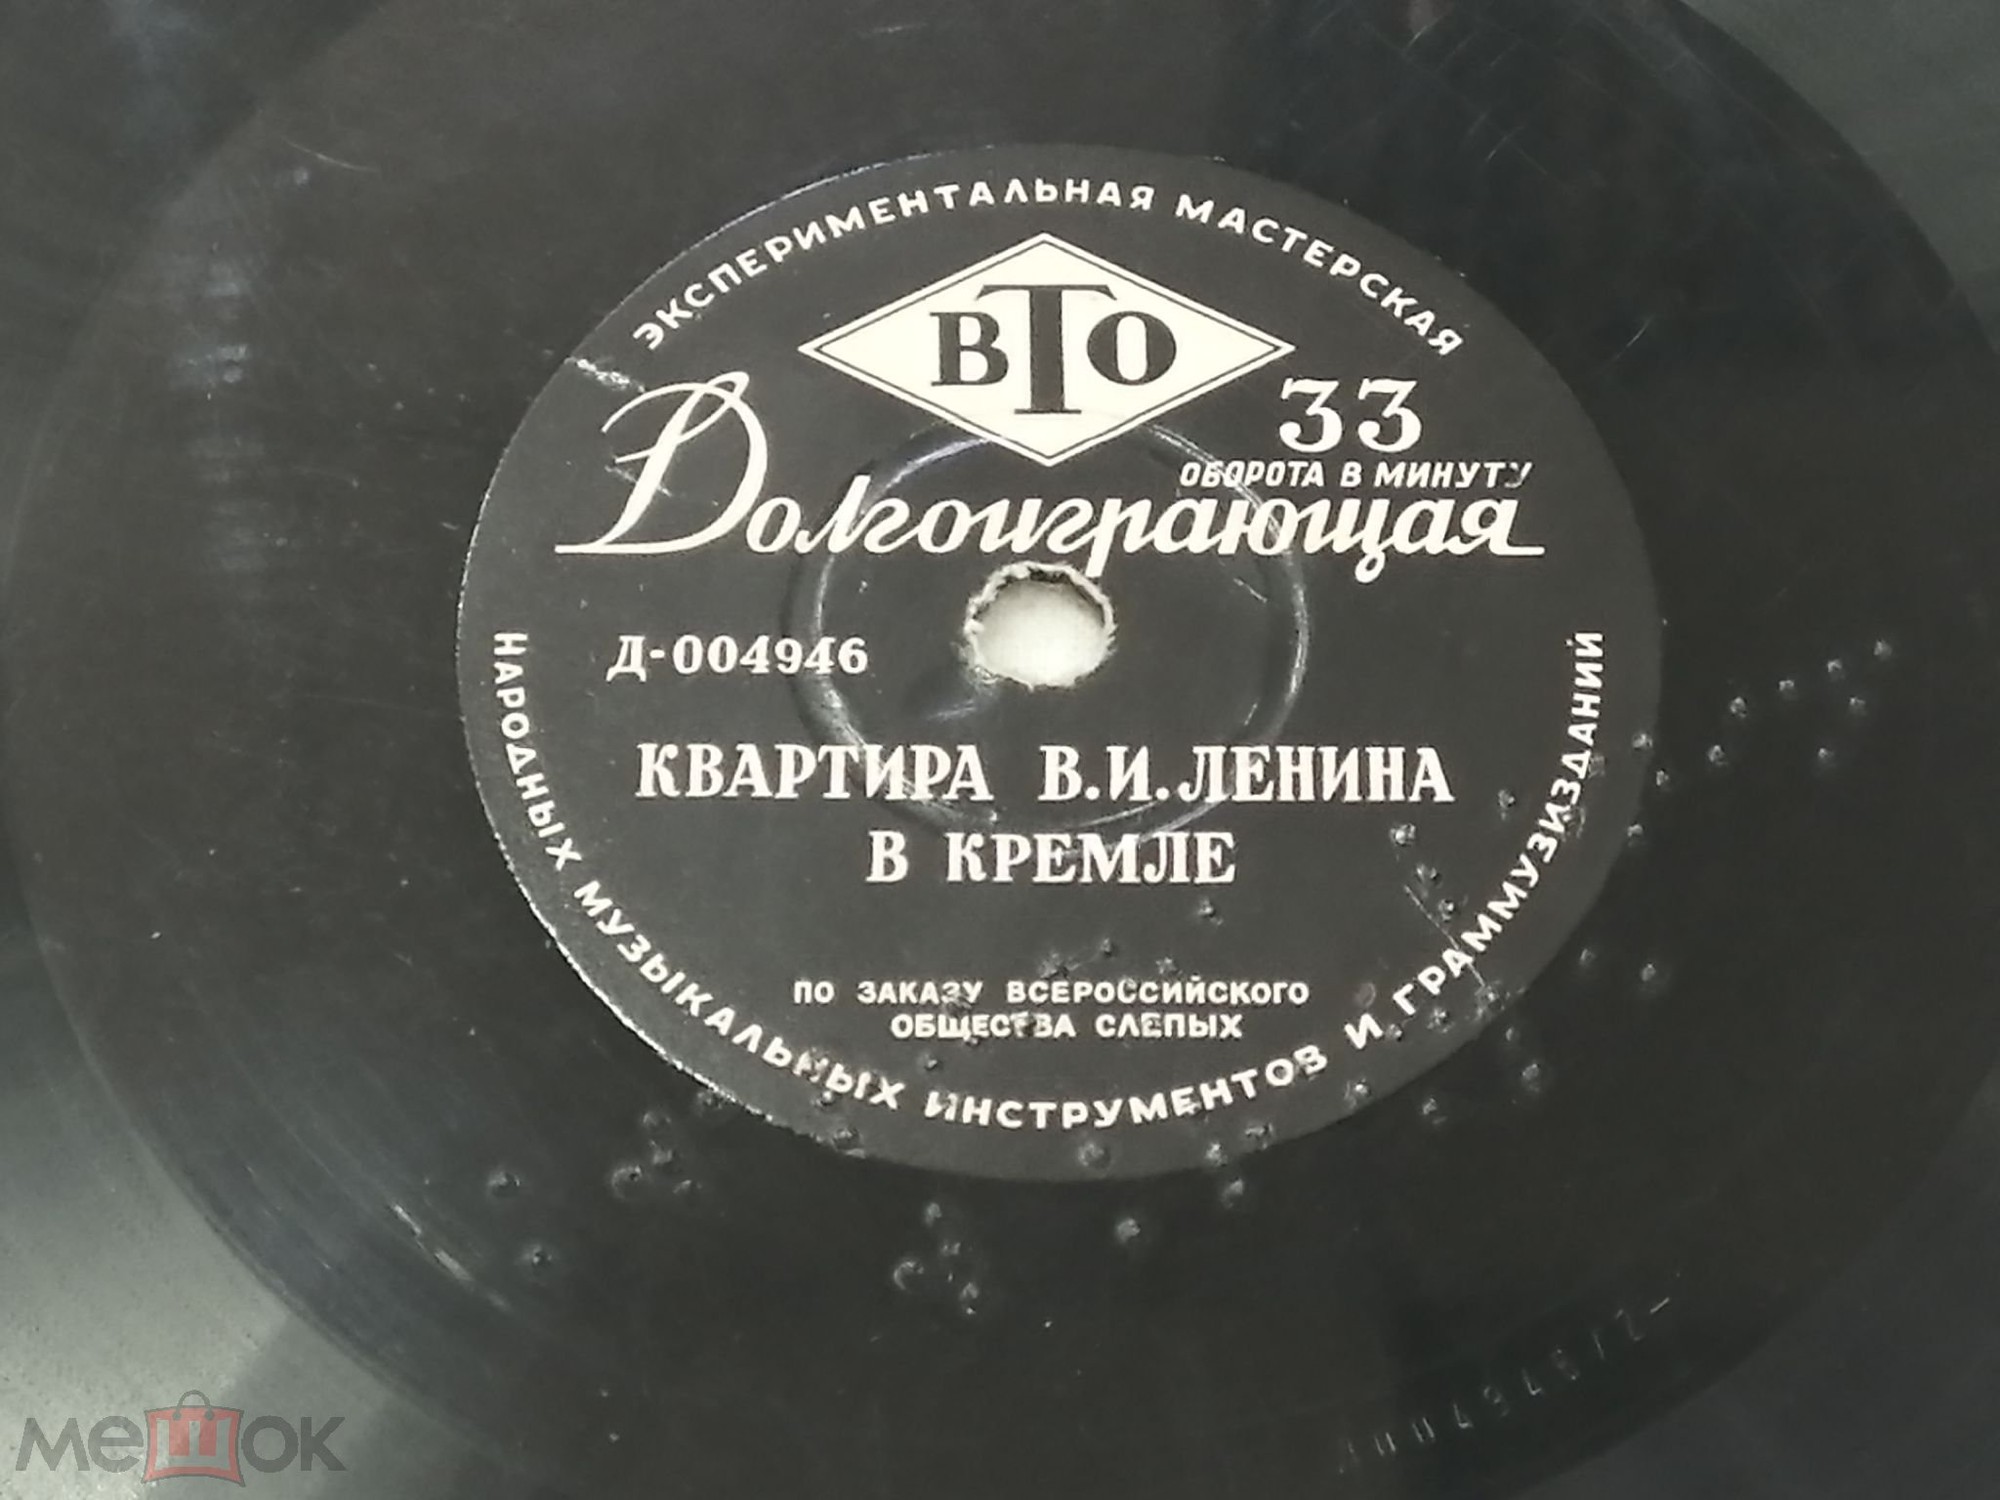 ЭКСПЕРИМЕНТАЛЬНАЯ МАСТЕРСКАЯ
ВТО
33
ОБОРОТА В МИНУТУ
Долгоиграющая
Д-004946
КВАРТИРА В.И.ЛЕНИНА
В КРЕМЛЕ
ПО ЗАКАЗУ ВСЕРОССИЙСКОГО
ОБЩЕСТВА СЛЕПЫХ
НАРОДНЫХ МУЗЫКАЛЬНЫХ ИНСТРУМЕНТОВ И ГРАММУЗИЗДАНИЙ
мешок